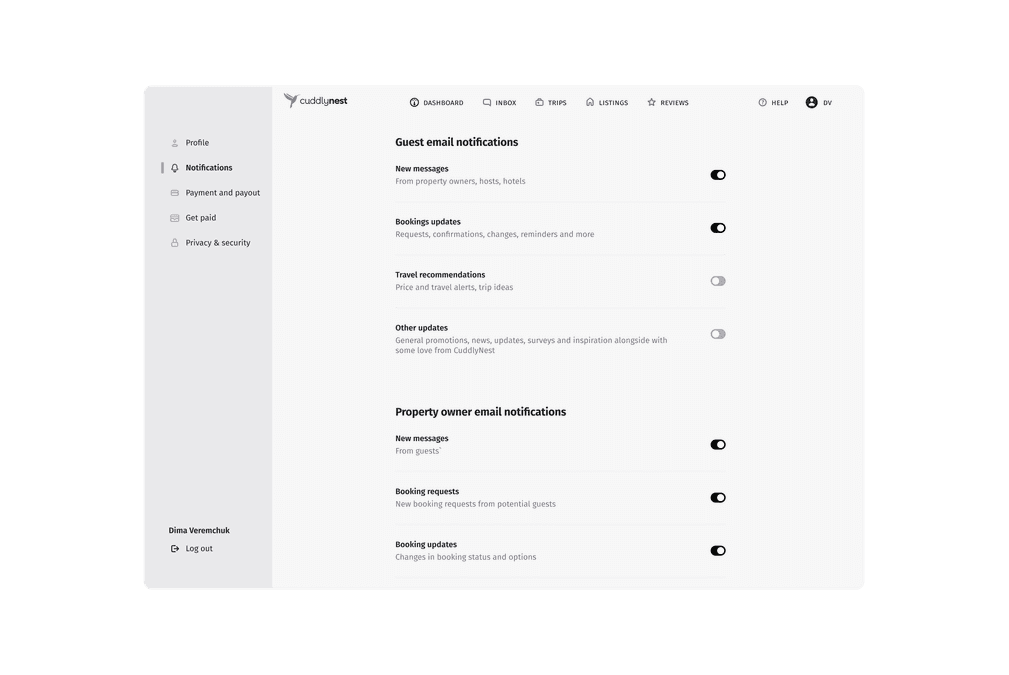 cuddlynest
DASHBOARD
INBOX
TRIPS
LISTINGS
REVIEWS
HELP
DV
Profile
Notifications
Payment and payout
Get paid
Privacy & security
Dima Veremchuk
Log out
Guest email notifications
New messages
From property owners, hosts, hotels
Bookings updates
Requests, confirmations, changes, reminders and more
Travel recommendations
Price and travel alerts, trip ideas
Other updates
General promotions, news, updates, surveys and inspiration alongside with
some love from CuddlyNest
Property owner email notifications
New messages
From guests`
Booking requests
New booking requests from potential guests
Booking updates
Changes in booking status and options